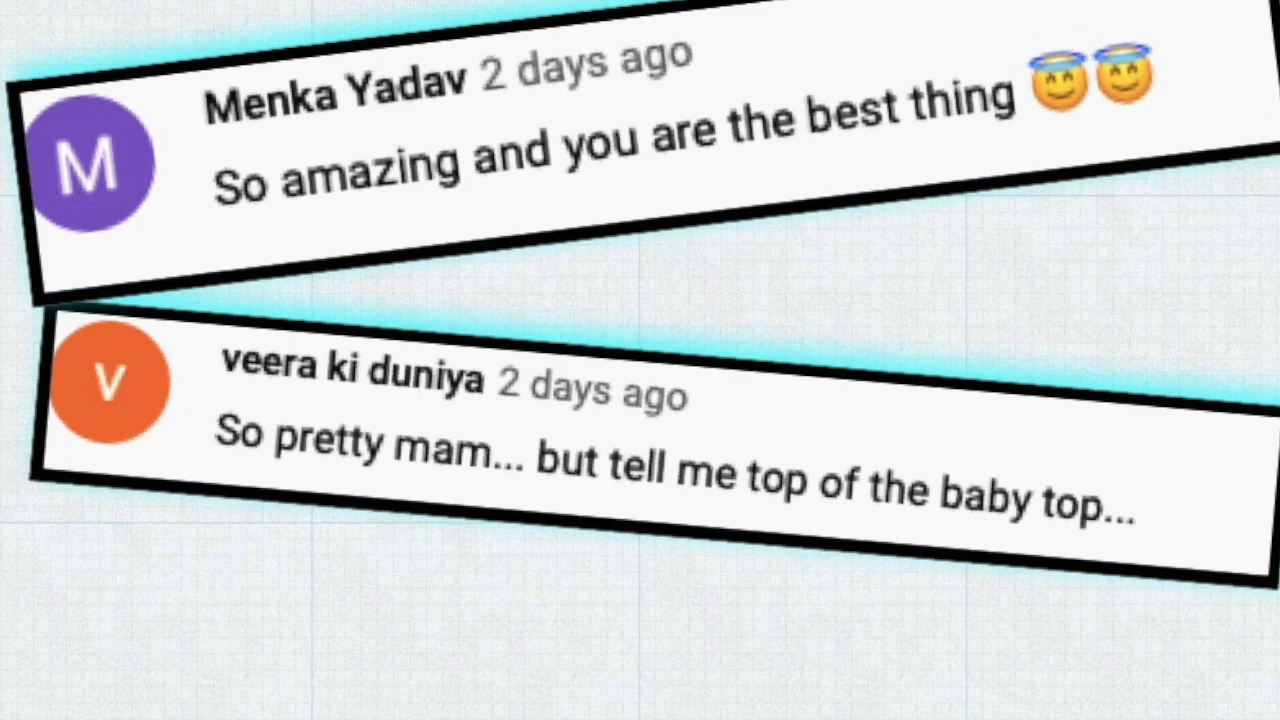 M
Menka Yadav 2 days ago
So amazing and you are the best thing 😇😇
v
veera ki duniya 2 days ago
So pretty mam... but tell me top of the baby top...